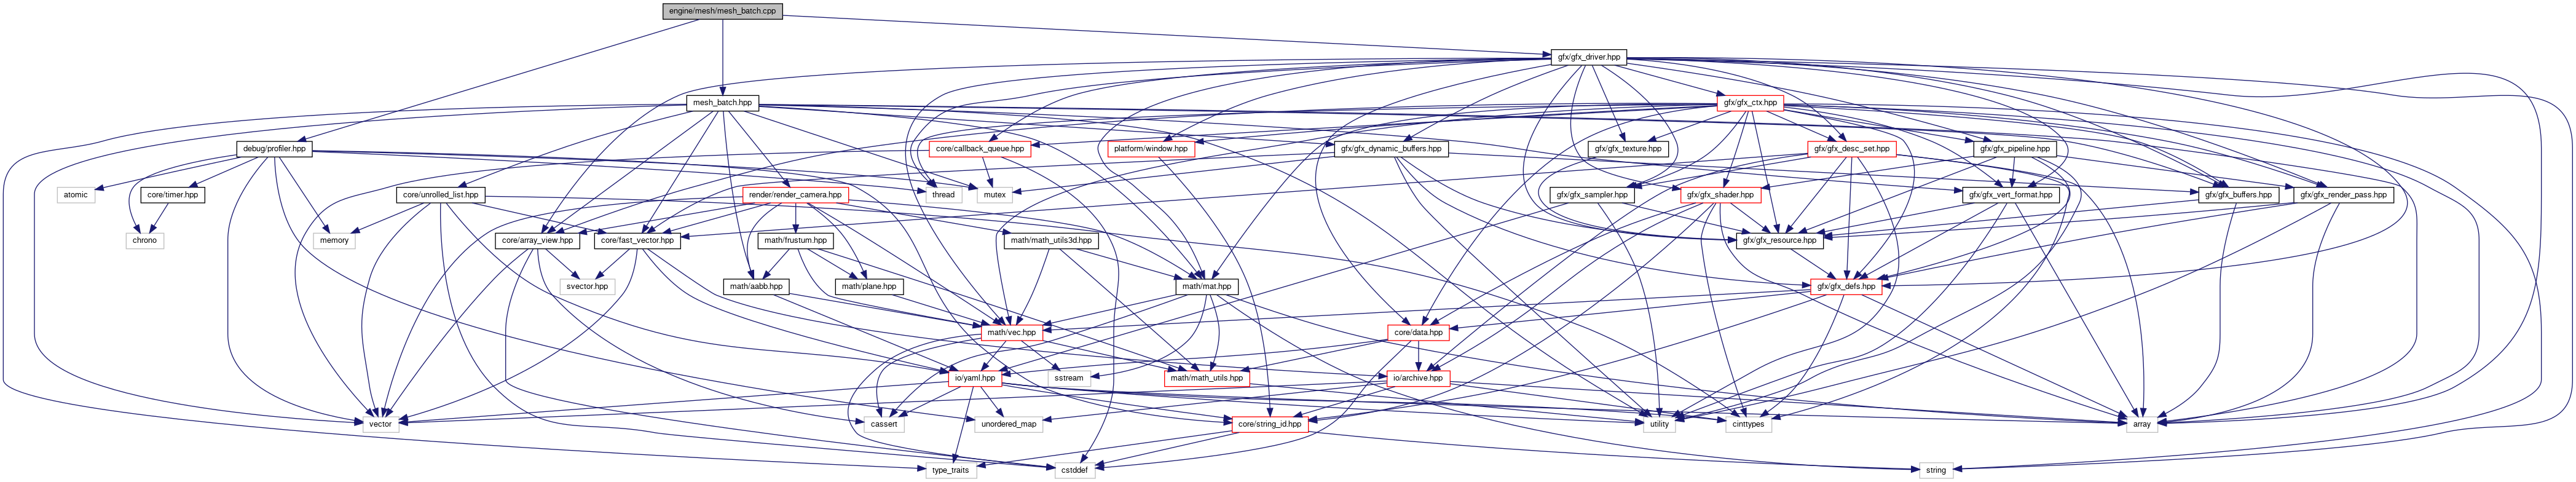 engine/mesh/mesh_batch.cpp
gfx/gfx_driver.hpp
mesh_batch.hpp
gfx/gfx_ctx.hpp
debug/profiler.hpp
core/callback_queue.hpp
platform/window.hpp
gfx/gfx_dynamic_buffers.hpp
gfx/gfx_texture.hpp
gfx/gfx_desc_set.hpp
gfx/gfx_pipeline.hpp
atomic
core/timer.hpp
core/unrolled_list.hpp
render/render_camera.hpp
thread
mutex
gfx/gfx_sampler.hpp
gfx/gfx_shader.hpp
gfx/gfx_vert_format.hpp
gfx/gfx_buffers.hpp
gfx/gfx_render_pass.hpp
chrono
memory
core/array_view.hpp
core/fast_vector.hpp
math/frustum.hpp
math/math_utils3d.hpp
gfx/gfx_resource.hpp
svector.hpp
math/aabb.hpp
math/plane.hpp
math/mat.hpp
gfx/gfx_defs.hpp
math/vec.hpp
core/data.hpp
io/yaml.hpp
sstream
math/math_utils.hpp
io/archive.hpp
vector
cassert
unordered_map
core/string_id.hpp
utility
cinttypes
array
type_traits
cstddef
string